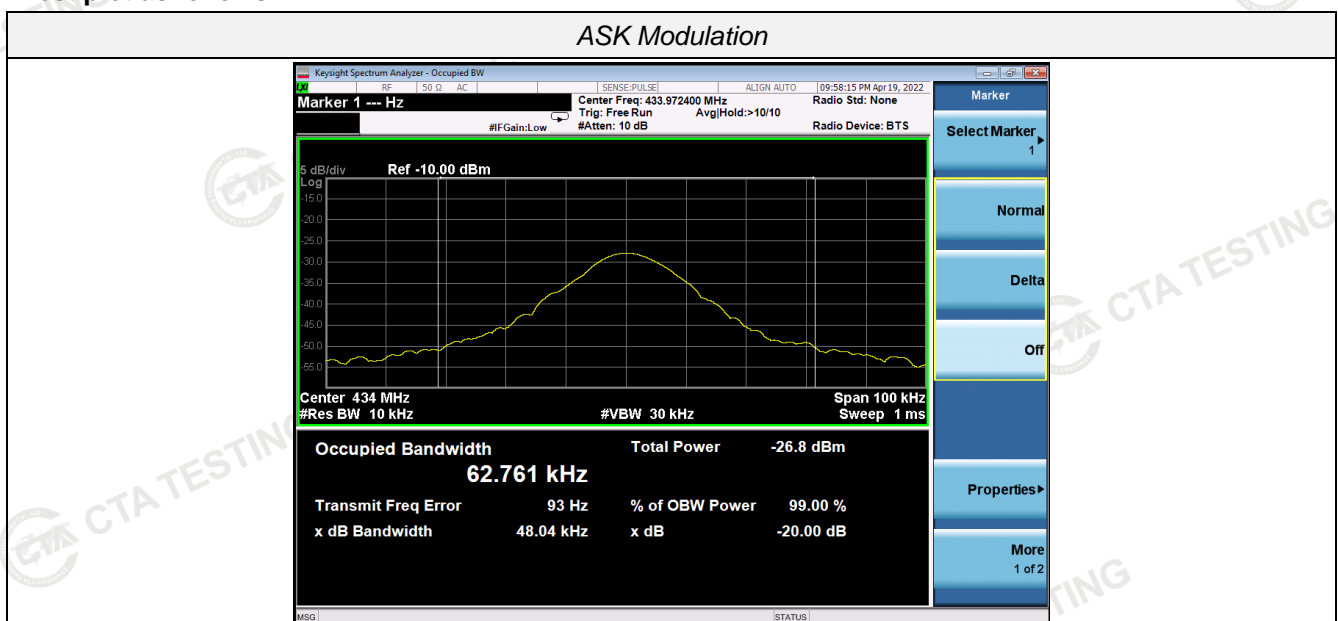 ASK Modulation
Keysight Spectrum Analyzer - Occupied BW
LXI RF 50 Ω AC SENSE:PULSE ALIGN AUTO 09:58:15 PM Apr 19, 2022
Marker 1 --- Hz
Center Freq: 433.972400 MHz
Radio Std: None
Trig: Free Run Avg|Hold:>10/10
#IFGain:Low
#Atten: 10 dB
Radio Device: BTS
5 dB/div Ref -10.00 dBm
Log
-15.0
-20.0
-25.0
-30.0
-35.0
-40.0
-45.0
-50.0
-55.0
Center 434 MHz Span 100 kHz
#Res BW 10 kHz #VBW 30 kHz Sweep 1 ms
Occupied Bandwidth Total Power -26.8 dBm
62.761 kHz
Transmit Freq Error 93 Hz % of OBW Power 99.00 %
x dB Bandwidth 48.04 kHz x dB -20.00 dB
MSG STATUS
Marker
Select Marker
1
Normal
Delta
Off
Properties
More
1 of 2
CTA TESTING
CTA TESTING
CTA
TING